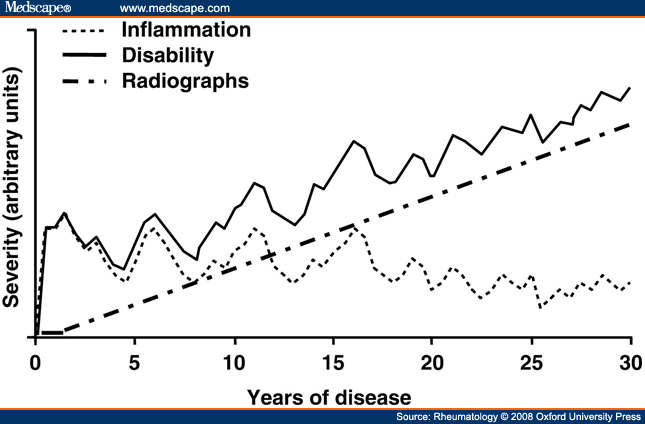 Medscape® www.medscape.com
Inflammation
Disability
Radiographs
Severity (arbitrary units)
0 5 10 15 20 25 30
Years of disease
Source: Rheumatology © 2008 Oxford University Press